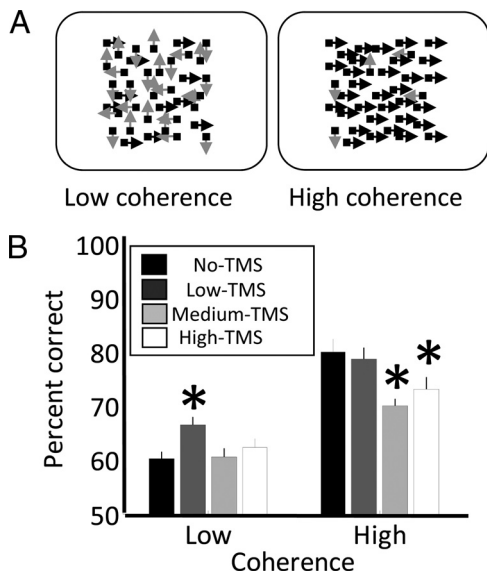 A
Low coherence
High coherence
B
Percent correct
100
90
80
70
60
50
No-TMS
Low-TMS
Medium-TMS
High-TMS
*
*
*
Low
High
Coherence